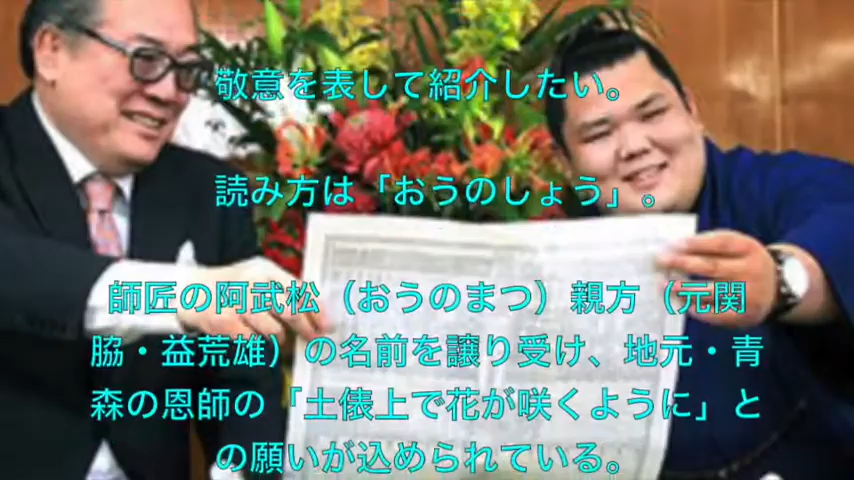 敬意を表して紹介したい。
読み方は「おうのしょう」。
師匠の阿武松（おうのまつ）親方（元関
脇・益荒雄）の名前を譲り受け、地元・青
森の恩師の「土俵上で花が咲くように」と
の願いが込められている。